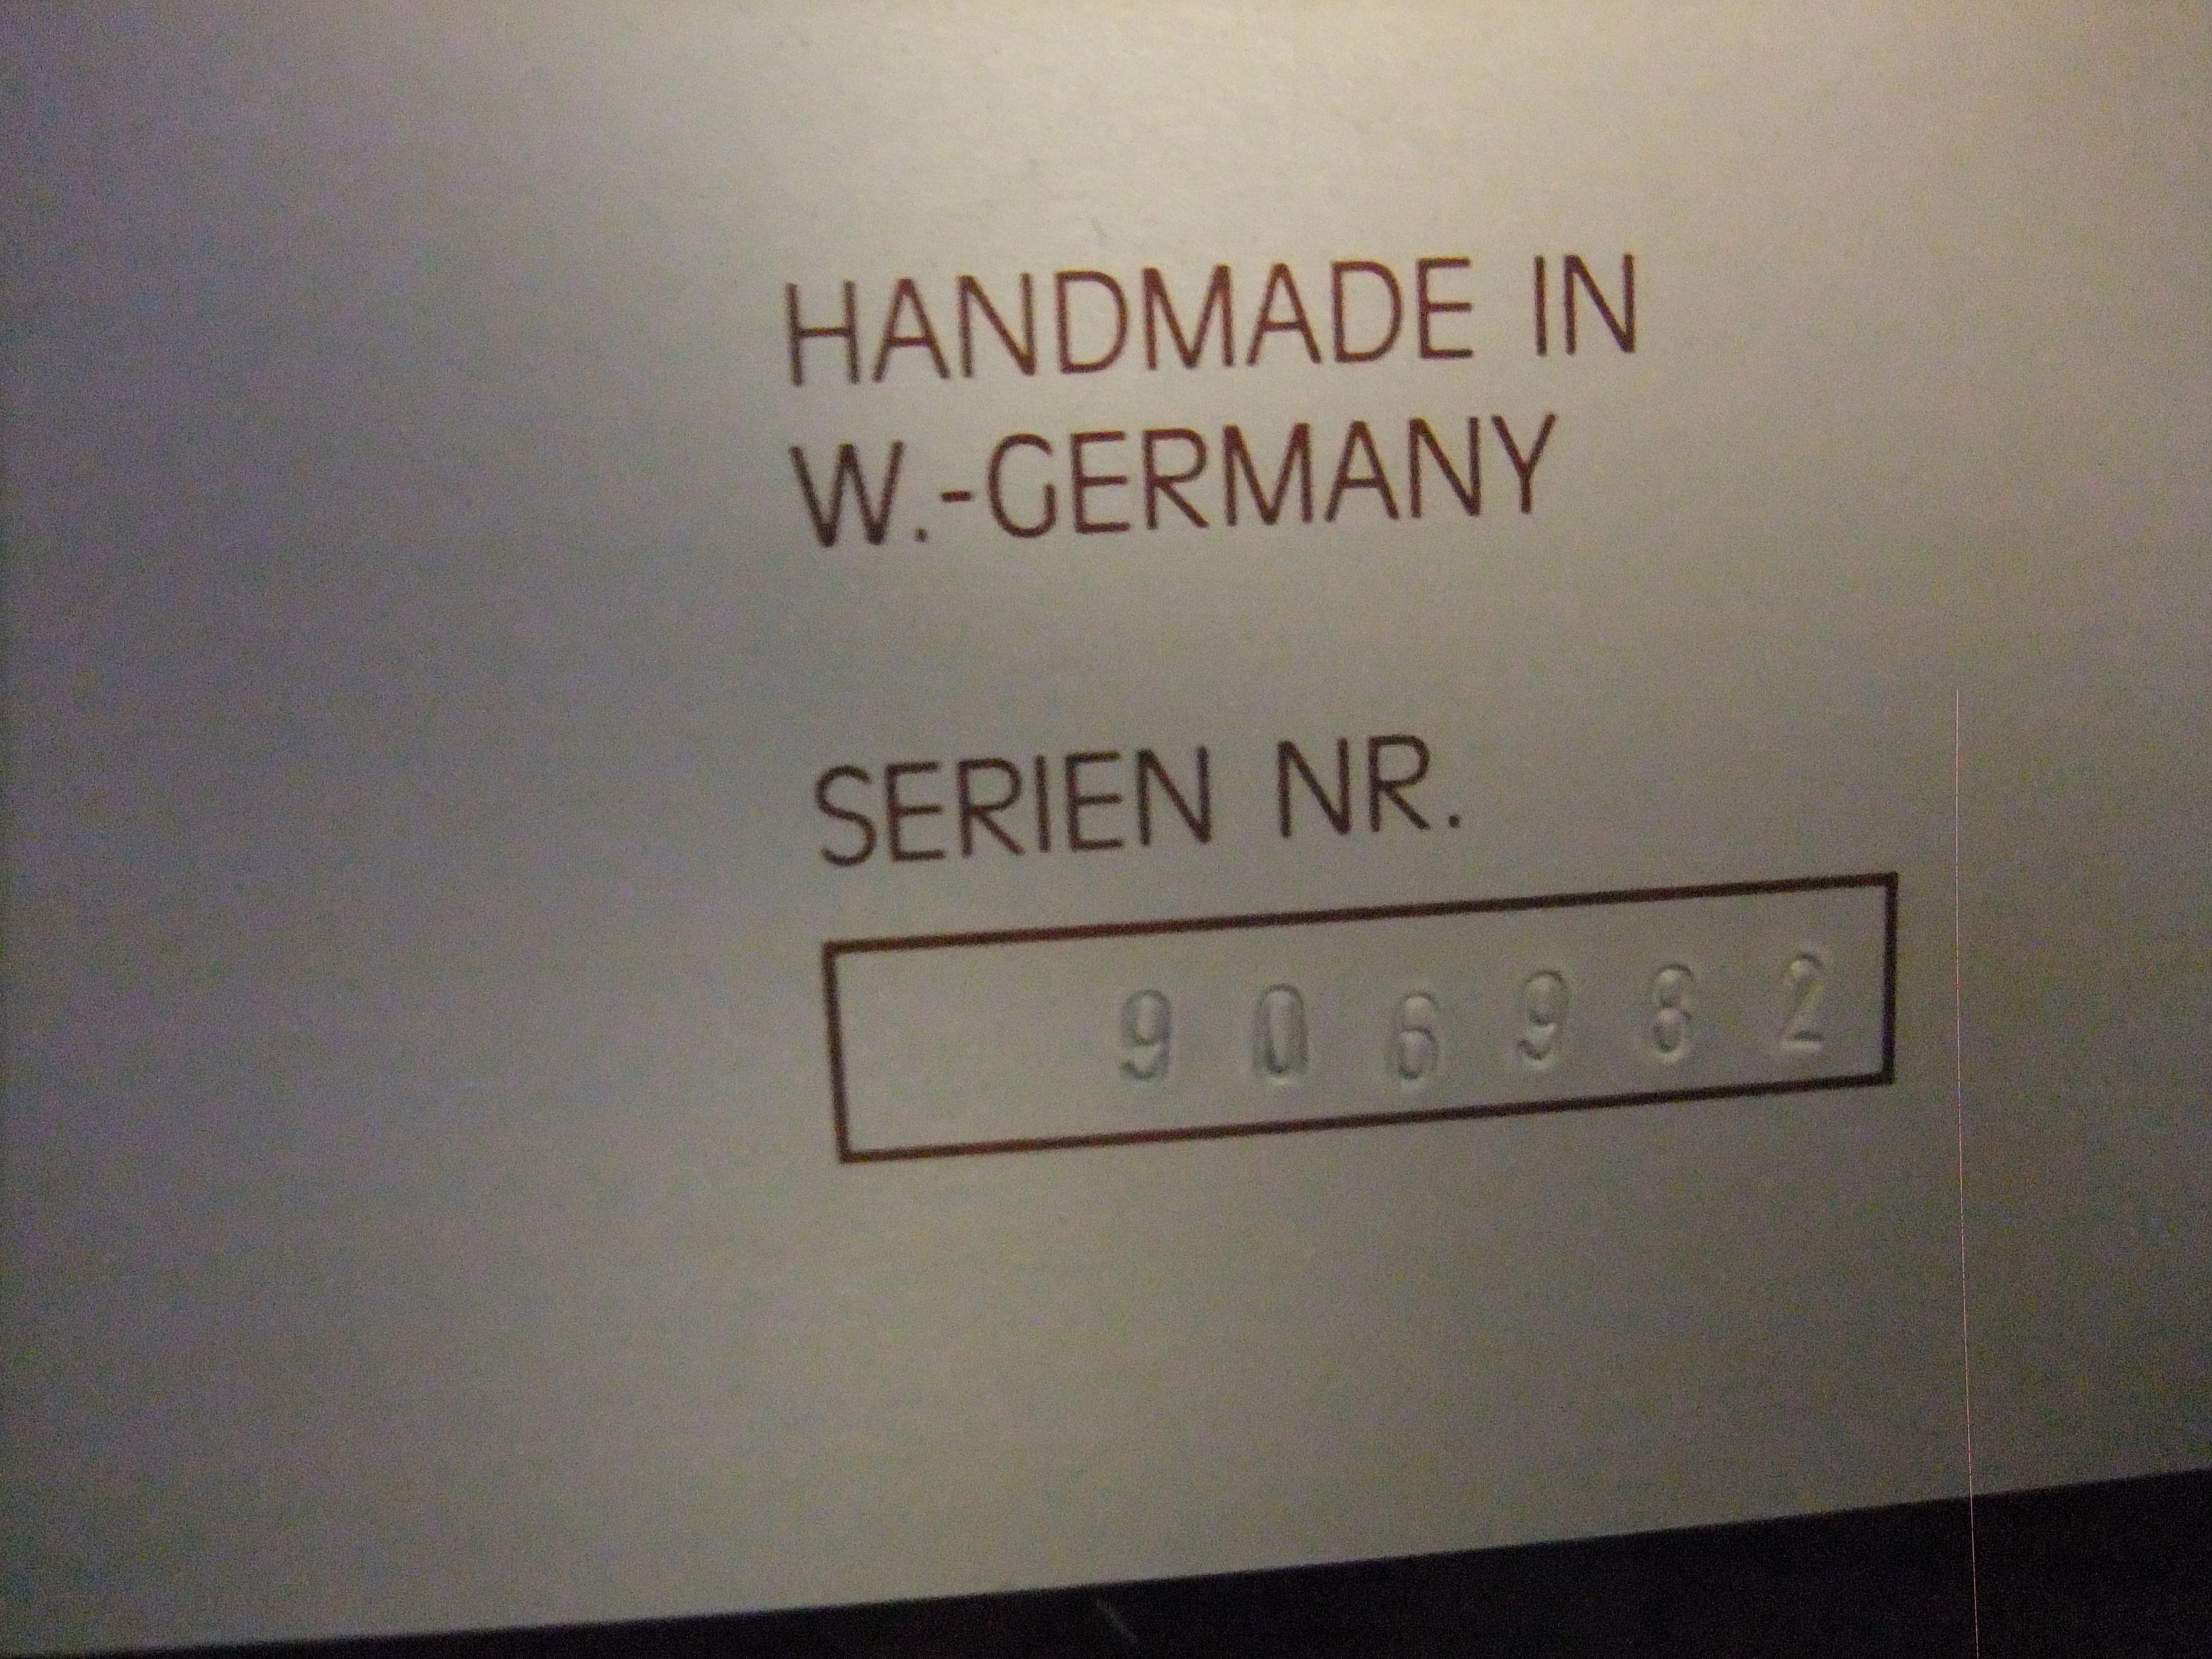 HANDMADE IN
W.-GERMANY
SERIEN NR.
906982